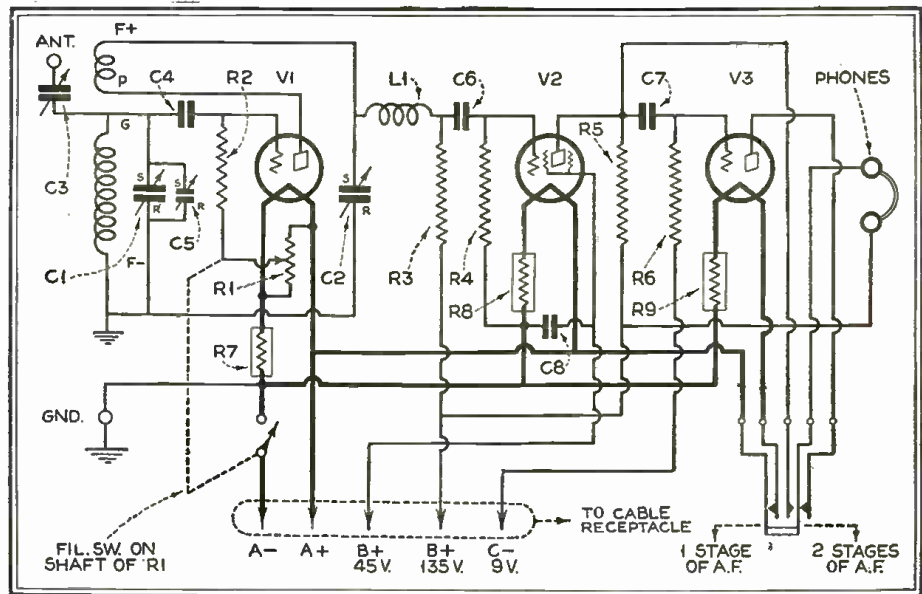 F+
ANT.
P
C4
R2
V1
L1
C6
V2
C7
V3
PHONES
G
R5
C3
S
S
R
R
C5
S
R
C1
F-
R1
C2
R3
R4
R8
R6
R9
R7
C8
GND.
FIL. SW. ON
SHAFT OF R1
A-
A+
B+
45 V.
B+
135 V.
C-
9 V.
TO CABLE
RECEPTACLE
1 STAGE
OF A.F.
2 STAGES
OF A.F.